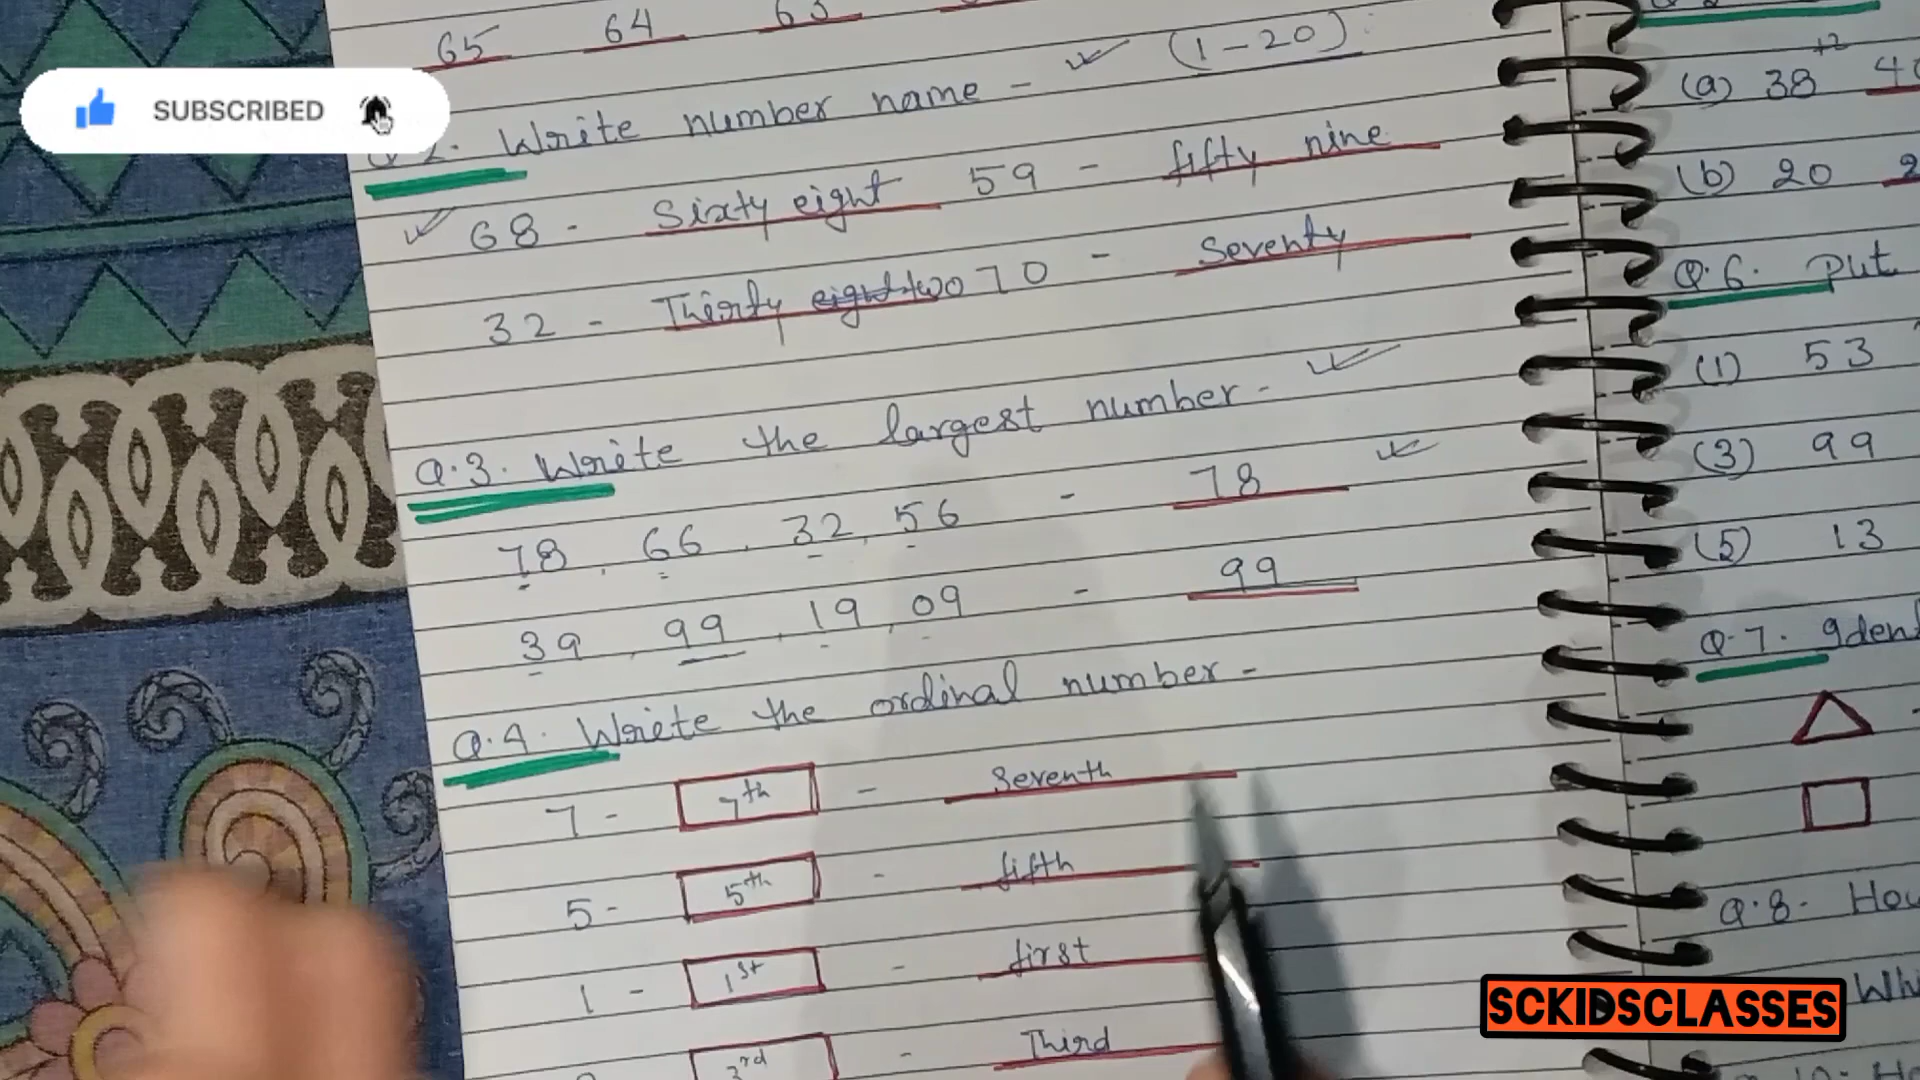 65 64 63
SUBSCRIBED
Write number name - (1-20)
68 - Sixty eight 59 - fifty nine
32 - Thirty eight two 70 - Seventy
Q.3. Write the largest number -
78, 66, 32, 56 - 78
39, 99, 19, 09 - 99
Q.4. Write the ordinal number -
7 - 7th - Seventh
5 - 5th - fifth
1 - 1st - first
3rd - Third
(a) 38 +2
(b) 20
Q.6. Put
(1) 53
(3) 99
(5) 13
Q.7.
Q.8.
SCKIDSCLASSES